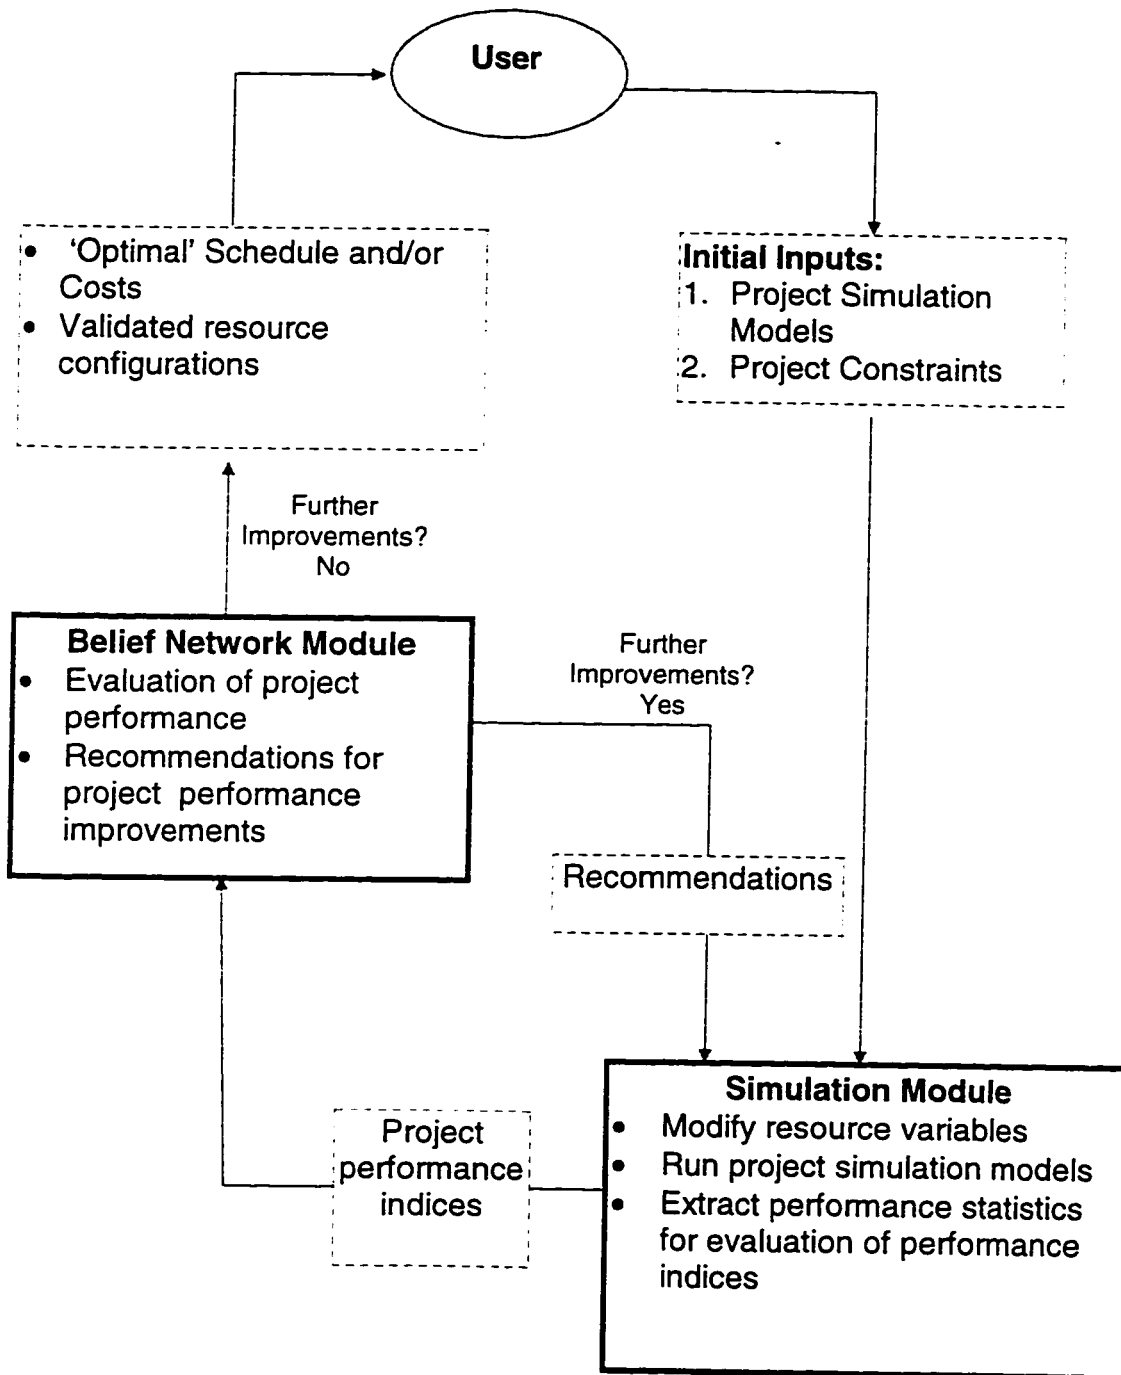 User
• 'Optimal' Schedule and/or
Costs
• Validated resource
configurations
Initial Inputs:
1. Project Simulation
Models
2. Project Constraints
Further
Improvements?
No
Belief Network Module
• Evaluation of project
performance
• Recommendations for
project performance
improvements
Further
Improvements?
Yes
Recommendations
Project
performance
indices
Simulation Module
• Modify resource variables
• Run project simulation models
• Extract performance statistics
for evaluation of performance
indices